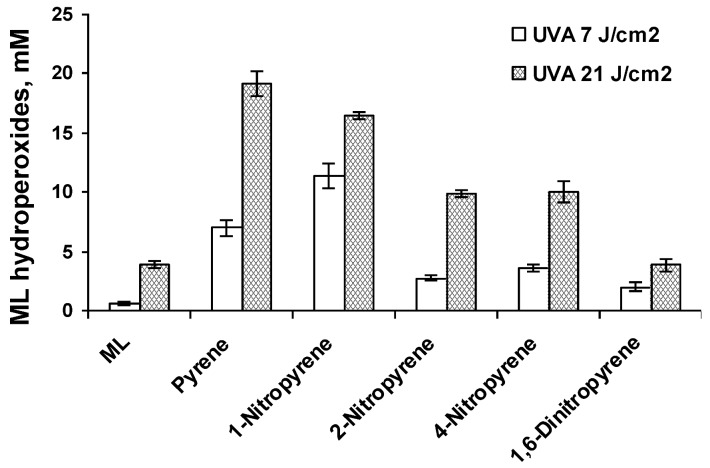 25
20
15
10
5
0
ML hydroperoxides, mM
UVA 7 J/cm2
UVA 21 J/cm2
ML
Pyrene
1-Nitropyrene
2-Nitropyrene
4-Nitropyrene
1,6-Dinitropyrene